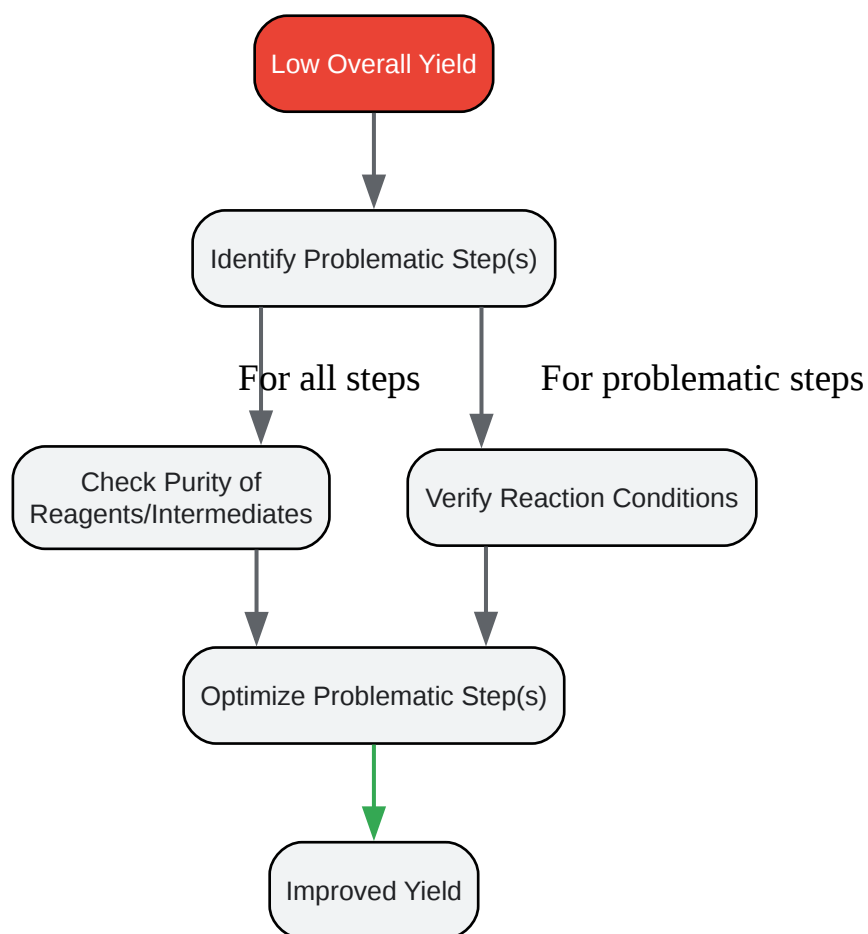 Low Overall Yield
Identify Problematic Step(s)
For all steps
For problematic steps
Check Purity of
Reagents/Intermediates
Verify Reaction Conditions
Optimize Problematic Step(s)
Improved Yield